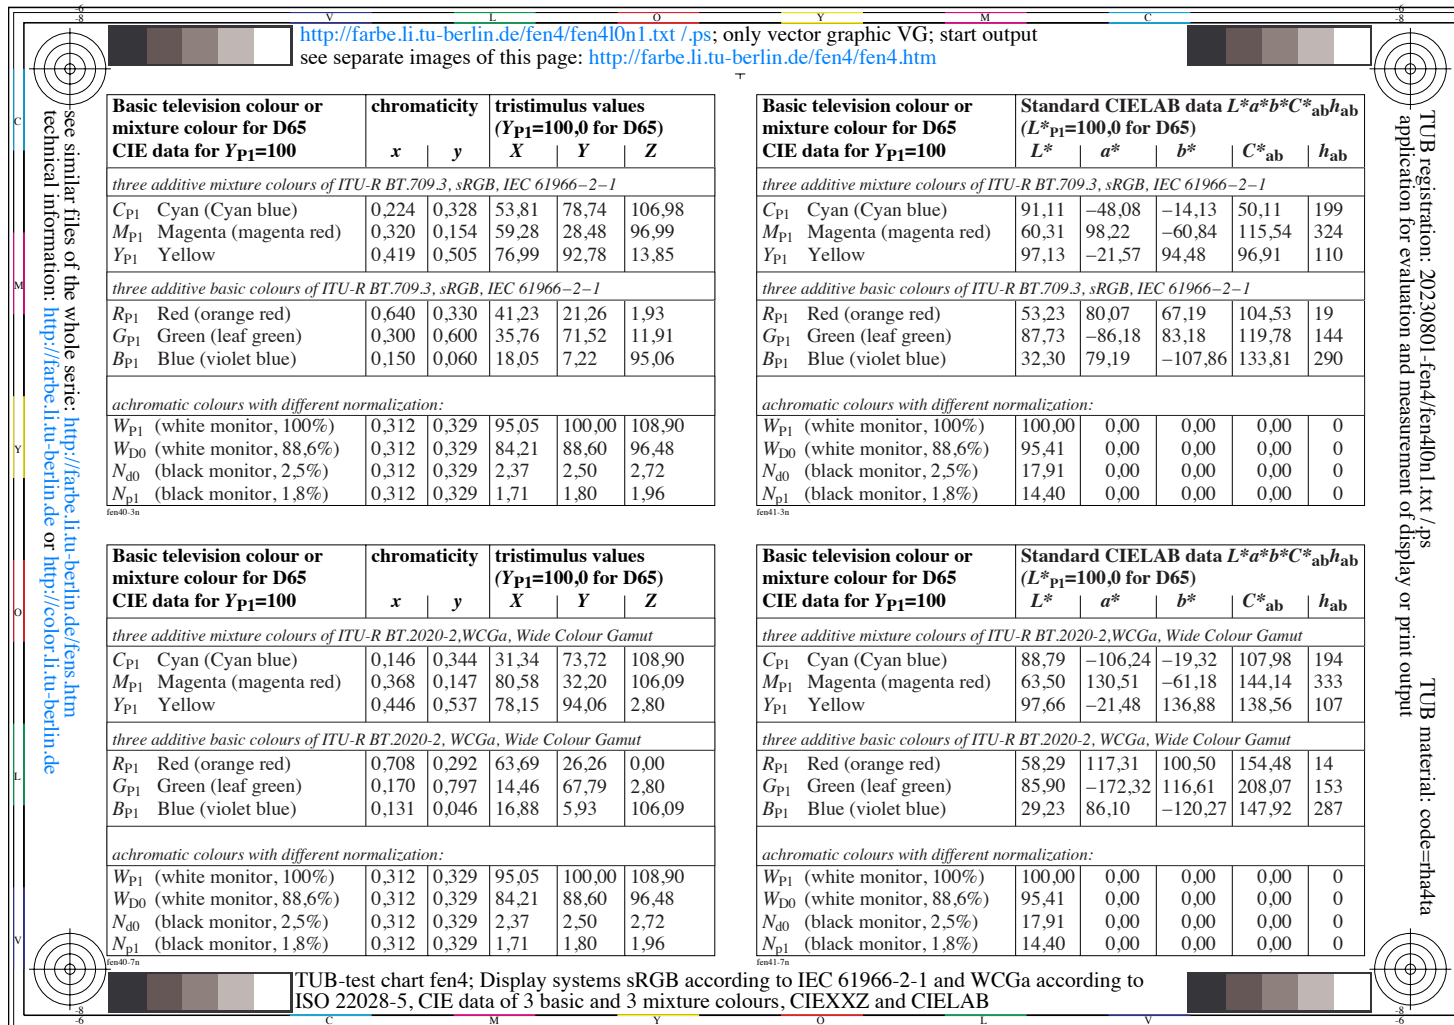 -6
-8
V L O Y M C
-6
-8
http://farbe.li.tu-berlin.de/fen4/fen4l0n1.txt /.ps; only vector graphic VG; start output
see separate images of this page: http://farbe.li.tu-berlin.de/fen4/fen4.htm
see similar files of the whole serie: http://farbe.li.tu-berlin.de/fens.htm
technical information: http://farbe.li.tu-berlin.de or http://color.li.tu-berlin.de
C
M
Y
O
L
V
Basic television colour or chromaticity tristimulus values
mixture colour for D65 (YP1=100,0 for D65)
CIE data for YP1=100 x y X Y Z
three additive mixture colours of ITU-R BT.709.3, sRGB, IEC 61966−2−1
CP1 Cyan (Cyan blue) 0,224 0,328 53,81 78,74 106,98
MP1 Magenta (magenta red) 0,320 0,154 59,28 28,48 96,99
YP1 Yellow 0,419 0,505 76,99 92,78 13,85
three additive basic colours of ITU-R BT.709.3, sRGB, IEC 61966−2−1
RP1 Red (orange red) 0,640 0,330 41,23 21,26 1,93
GP1 Green (leaf green) 0,300 0,600 35,76 71,52 11,91
BP1 Blue (violet blue) 0,150 0,060 18,05 7,22 95,06
achromatic colours with different normalization:
WP1 (white monitor, 100%) 0,312 0,329 95,05 100,00 108,90
WD0 (white monitor, 88,6%) 0,312 0,329 84,21 88,60 96,48
Nd0 (black monitor, 2,5%) 0,312 0,329 2,37 2,50 2,72
Np1 (black monitor, 1,8%) 0,312 0,329 1,71 1,80 1,96
fen40-3n
Basic television colour or Standard CIELAB data L*a*b*C*abhab
mixture colour for D65 (L*P1=100,0 for D65)
CIE data for YP1=100 L* a* b* C*ab hab
three additive mixture colours of ITU-R BT.709.3, sRGB, IEC 61966−2−1
CP1 Cyan (Cyan blue) 91,11 −48,08 −14,13 50,11 199
MP1 Magenta (magenta red) 60,31 98,22 −60,84 115,54 324
YP1 Yellow 97,13 −21,57 94,48 96,91 110
three additive basic colours of ITU-R BT.709.3, sRGB, IEC 61966−2−1
RP1 Red (orange red) 53,23 80,07 67,19 104,53 19
GP1 Green (leaf green) 87,73 −86,18 83,18 119,78 144
BP1 Blue (violet blue) 32,30 79,19 −107,86 133,81 290
achromatic colours with different normalization:
WP1 (white monitor, 100%) 100,00 0,00 0,00 0,00 0
WD0 (white monitor, 88,6%) 95,41 0,00 0,00 0,00 0
Nd0 (black monitor, 2,5%) 17,91 0,00 0,00 0,00 0
Np1 (black monitor, 1,8%) 14,40 0,00 0,00 0,00 0
fen41-3n
Basic television colour or chromaticity tristimulus values
mixture colour for D65 (YP1=100,0 for D65)
CIE data for YP1=100 x y X Y Z
three additive mixture colours of ITU-R BT.2020-2,WCGa, Wide Colour Gamut
CP1 Cyan (Cyan blue) 0,146 0,344 31,34 73,72 108,90
MP1 Magenta (magenta red) 0,368 0,147 80,58 32,20 106,09
YP1 Yellow 0,446 0,537 78,15 94,06 2,80
three additive basic colours of ITU-R BT.2020-2, WCGa, Wide Colour Gamut
RP1 Red (orange red) 0,708 0,292 63,69 26,26 0,00
GP1 Green (leaf green) 0,170 0,797 14,46 67,79 2,80
BP1 Blue (violet blue) 0,131 0,046 16,88 5,93 106,09
achromatic colours with different normalization:
WP1 (white monitor, 100%) 0,312 0,329 95,05 100,00 108,90
WD0 (white monitor, 88,6%) 0,312 0,329 84,21 88,60 96,48
Nd0 (black monitor, 2,5%) 0,312 0,329 2,37 2,50 2,72
Np1 (black monitor, 1,8%) 0,312 0,329 1,71 1,80 1,96
fen40-7n
Basic television colour or Standard CIELAB data L*a*b*C*abhab
mixture colour for D65 (L*P1=100,0 for D65)
CIE data for YP1=100 L* a* b* C*ab hab
three additive mixture colours of ITU-R BT.2020-2,WCGa, Wide Colour Gamut
CP1 Cyan (Cyan blue) 88,79 −106,24 −19,32 107,98 194
MP1 Magenta (magenta red) 63,50 130,51 −61,18 144,14 333
YP1 Yellow 97,66 −21,48 136,88 138,56 107
three additive basic colours of ITU-R BT.2020-2, WCGa, Wide Colour Gamut
RP1 Red (orange red) 58,29 117,31 100,50 154,48 14
GP1 Green (leaf green) 85,90 −172,32 116,61 208,07 153
BP1 Blue (violet blue) 29,23 86,10 −120,27 147,92 287
achromatic colours with different normalization:
WP1 (white monitor, 100%) 100,00 0,00 0,00 0,00 0
WD0 (white monitor, 88,6%) 95,41 0,00 0,00 0,00 0
Nd0 (black monitor, 2,5%) 17,91 0,00 0,00 0,00 0
Np1 (black monitor, 1,8%) 14,40 0,00 0,00 0,00 0
fen41-7n
TUB registration: 20230801-fen4/fen4l0n1.txt /.ps TUB material: code=rha4ta
application for evaluation and measurement of display or print output
TUB-test chart fen4; Display systems sRGB according to IEC 61966-2-1 and WCGa according to
ISO 22028-5, CIE data of 3 basic and 3 mixture colours, CIEXXZ and CIELAB
-8
-6
C M Y O L V
-8
-6